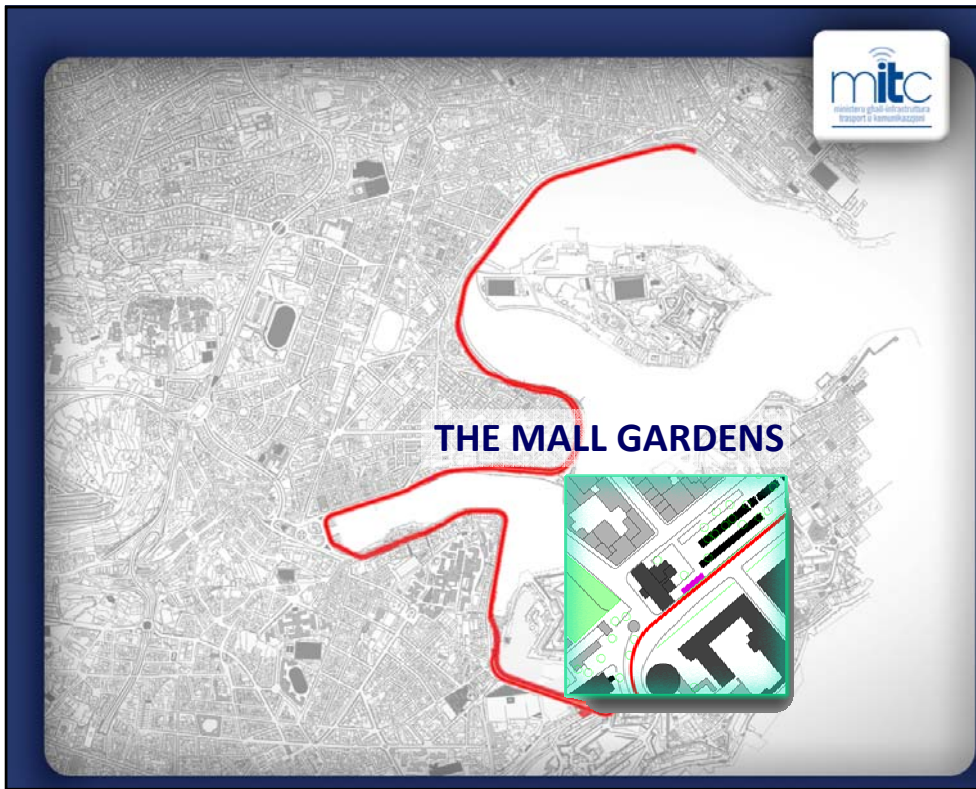 mitc
ministeru għall-infrastruttura
trasport u komunikazzjoni
THE MALL GARDENS